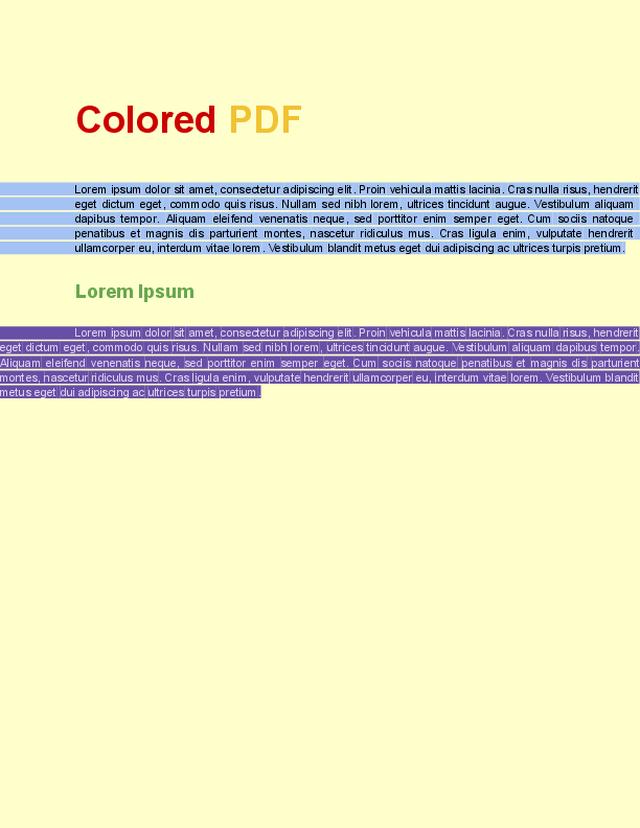 Colored PDF
Lorem ipsum dolor sit amet, consectetur adipiscing elit. Proin vehicula mattis lacinia. Cras nulla risus, hendrerit
eget dictum eget, commodo quis risus. Nullam sed nibh lorem, ultrices tincidunt augue. Vestibulum aliquam
dapibus tempor. Aliquam eleifend venenatis neque, sed porttitor enim semper eget. Cum sociis natoque
penatibus et magnis dis parturient montes, nascetur ridiculus mus. Cras ligula enim, vulputate hendrerit
ullamcorper eu, interdum vitae lorem. Vestibulum blandit metus eget dui adipiscing ac ultrices turpis pretium.
Lorem Ipsum
Lorem ipsum dolor sit amet, consectetur adipiscing elit. Proin vehicula mattis lacinia. Cras nulla risus, hendrerit
eget dictum eget, commodo quis risus. Nullam sed nibh lorem, ultrices tincidunt augue. Vestibulum aliquam dapibus tempor.
Aliquam eleifend venenatis neque, sed porttitor enim semper eget. Cum sociis natoque penatibus et magnis dis parturient
montes, nascetur ridiculus mus. Cras ligula enim, vulputate hendrerit ullamcorper eu, interdum vitae lorem. Vestibulum blandit
metus eget dui adipiscing ac ultrices turpis pretium.